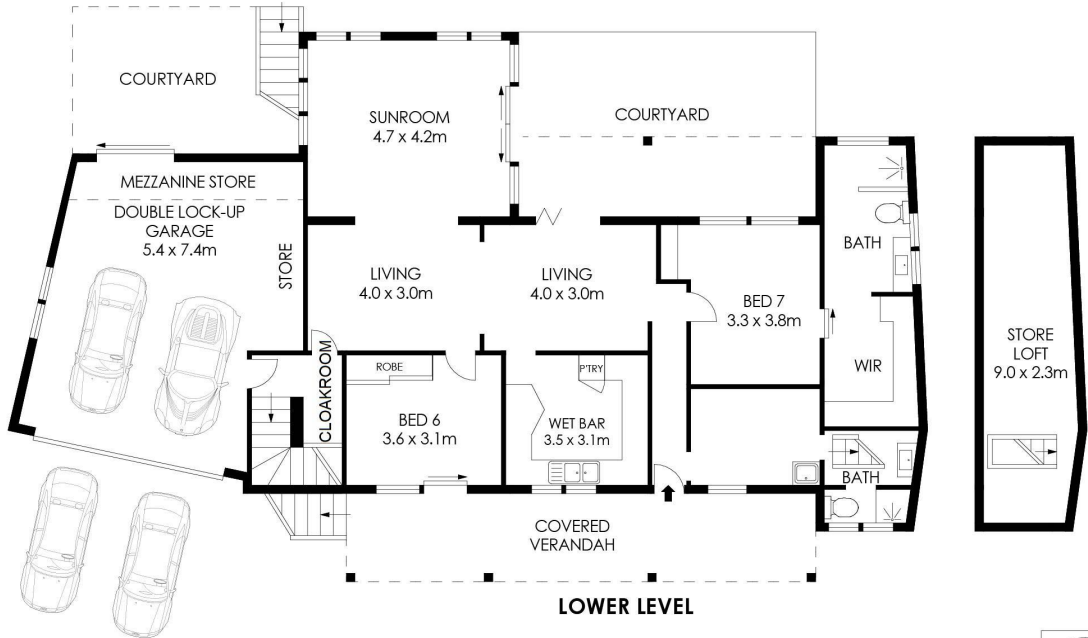 COURTYARD
SUNROOM
4.7 x 4.2m
COURTYARD
MEZZANINE STORE
DOUBLE LOCK-UP
GARAGE
5.4 x 7.4m
STORE
LIVING
4.0 x 3.0m
LIVING
4.0 x 3.0m
BED 7
3.3 x 3.8m
BATH
WIR
STORE
LOFT
9.0 x 2.3m
CLOAKROOM
ROBE
BED 6
3.6 x 3.1m
P'TRY
WET BAR
3.5 x 3.1m
BATH
COVERED
VERANDAH
LOWER LEVEL